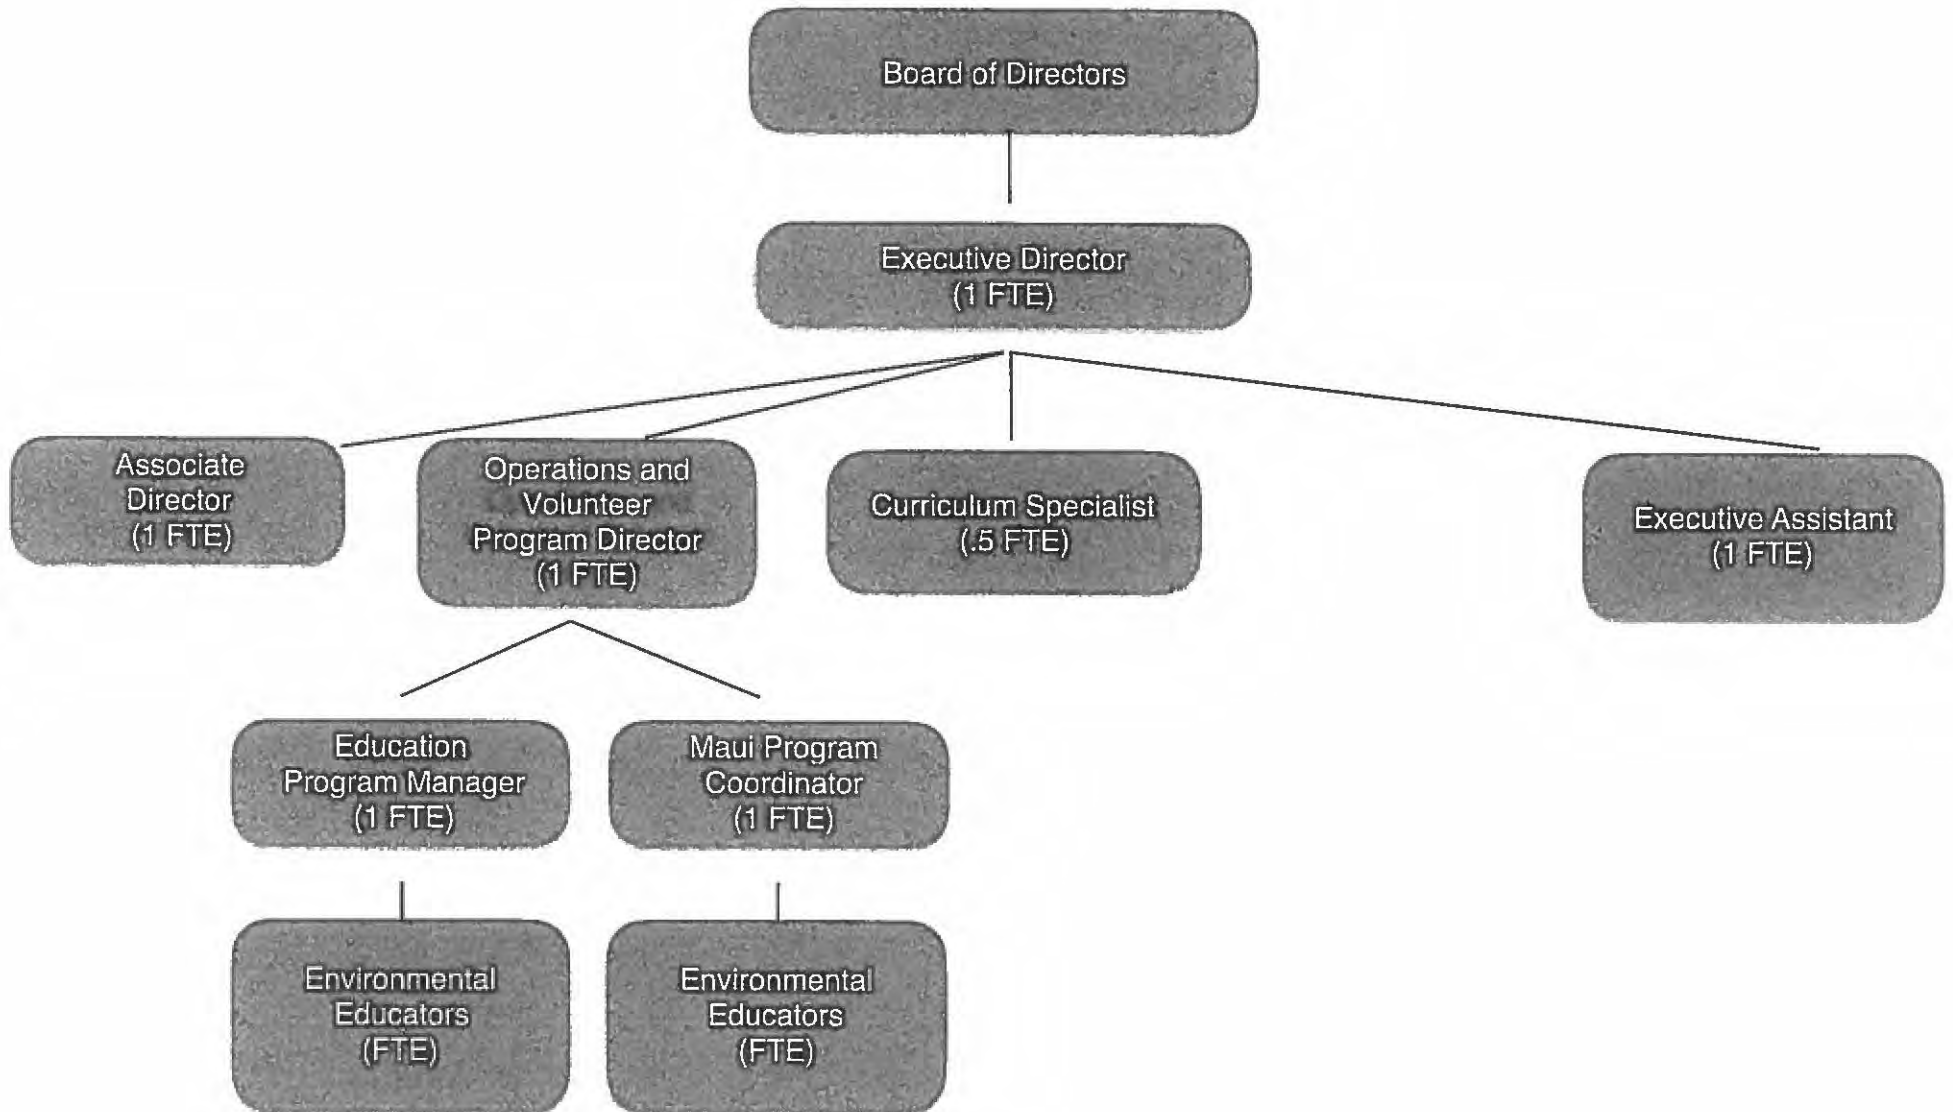 Board of Directors
Executive Director
(1 FTE)
Associate
Director
(1 FTE)
Operations and
Volunteer
Program Director
(1 FTE)
Curriculum Specialist
(.5 FTE)
Executive Assistant
(1 FTE)
Education
Program Manager
(1 FTE)
Maui Program
Coordinator
(1 FTE)
Environmental
Educators
(FTE)
Environmental
Educators
(FTE)